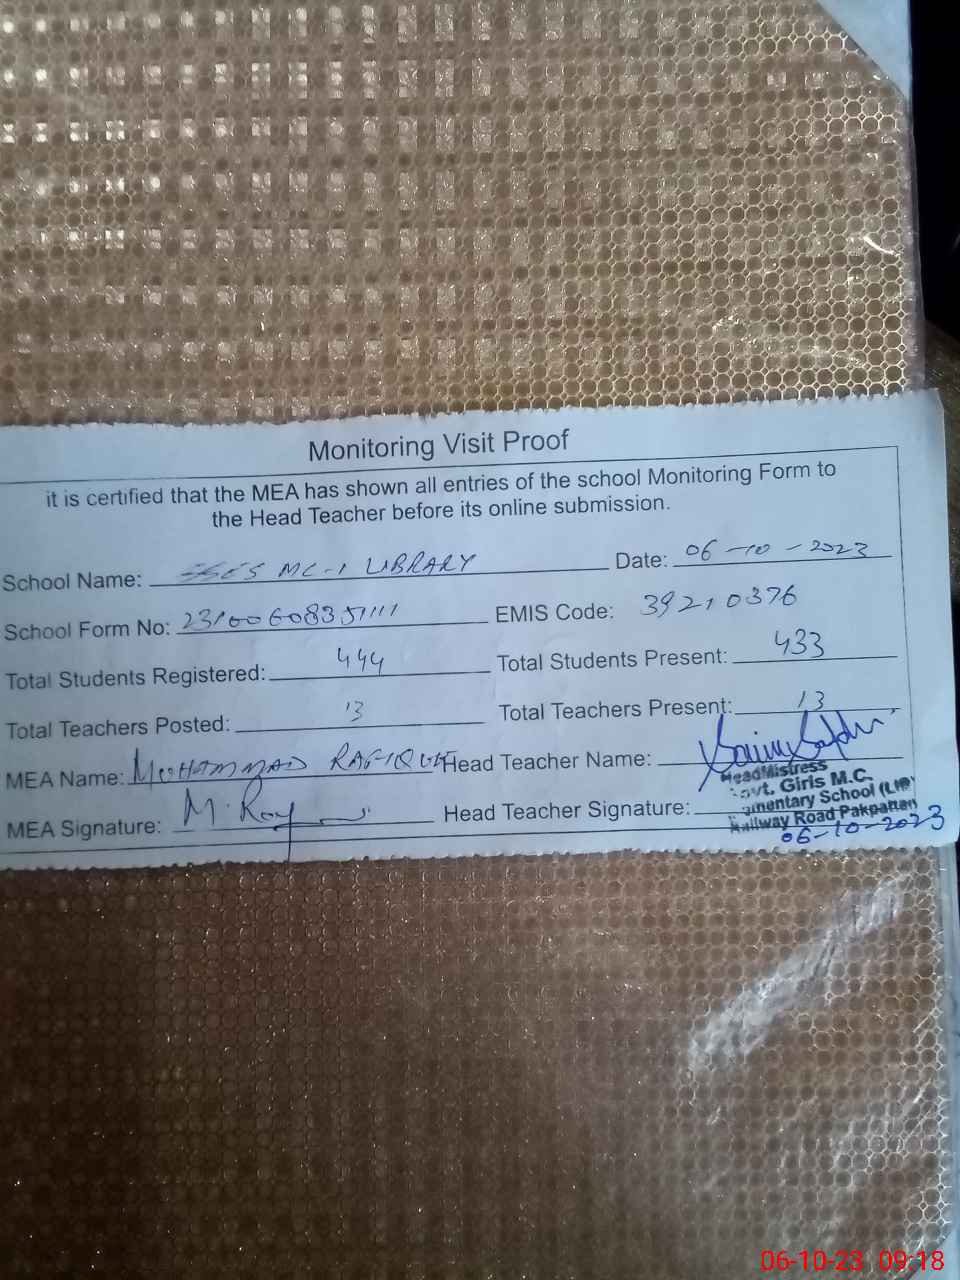 Monitoring Visit Proof
it is certified that the MEA has shown all entries of the school Monitoring Form to
the Head Teacher before its online submission.
School Name: MC-1 LIBRARY Date: 06-10-2023
School Form No: EMIS Code: 39210376
Total Students Registered: 444 Total Students Present: 433
Total Teachers Posted: 13 Total Teachers Present: 13
MEA Name: MUHAMMAD Head Teacher Name:
MEA Signature: Head Teacher Signature:
HeadMistress
Govt. Girls M.C.
School
Railway Road Pakpattan
06-10-2023
06-10-23 09:18